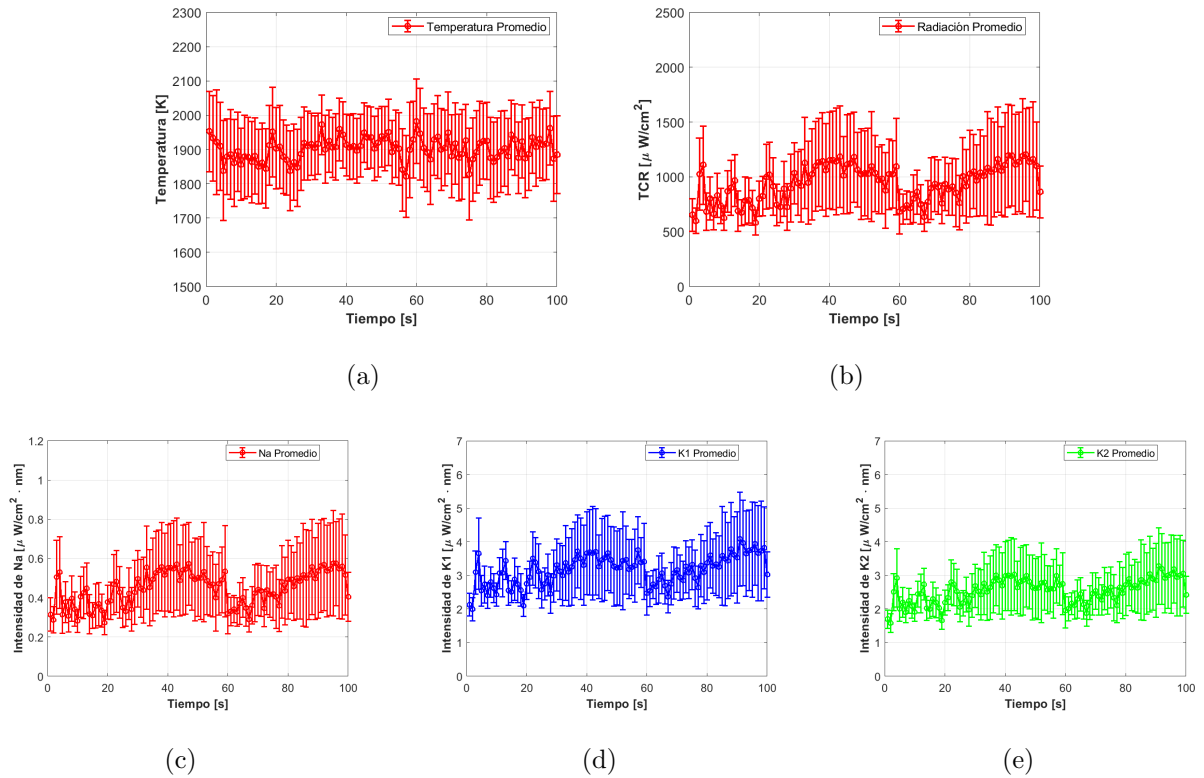 2300
2200
2100
2000
1900
1800
1700
1600
1500
0 20 40 60 80 100
Temperatura [K]
Tiempo [s]
Temperatura Promedio
(a)
2500
2000
1500
1000
500
0
0 20 40 60 80 100
TCR [μ W/cm²]
Tiempo [s]
Radiación Promedio
(b)
1.2
1
0.8
0.6
0.4
0.2
0
0 20 40 60 80 100
Intensidad de Na [μ W/cm² · nm]
Tiempo [s]
Na Promedio
(c)
7
6
5
4
3
2
1
0
0 20 40 60 80 100
Intensidad de K1 [μ W/cm² · nm]
Tiempo [s]
K1 Promedio
(d)
7
6
5
4
3
2
1
0
0 20 40 60 80 100
Intensidad de K2 [μ W/cm² · nm]
Tiempo [s]
K2 Promedio
(e)